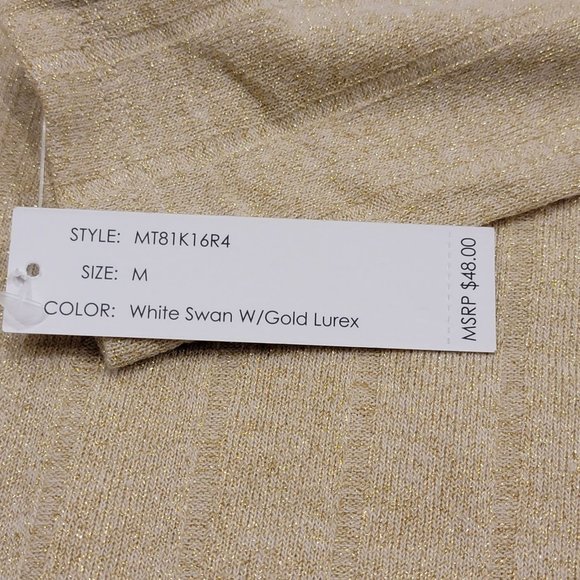 STYLE: MT81K16R4
SIZE: M
COLOR: White Swan W/Gold Lurex
MSRP $48.00